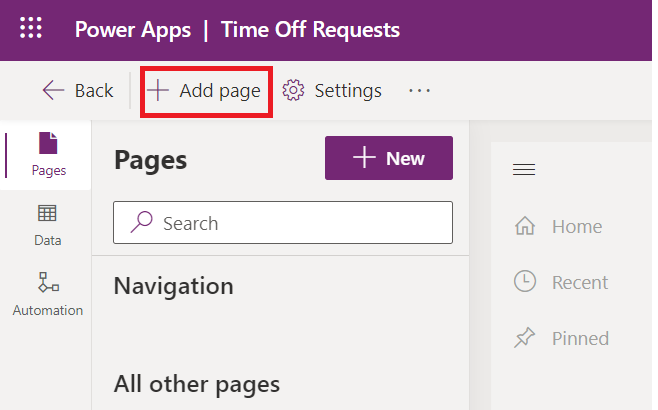 Power Apps | Time Off Requests
Back
Add page
Settings
Pages
Data
Automation
Pages
New
Search
Navigation
All other pages
Home
Recent
Pinned